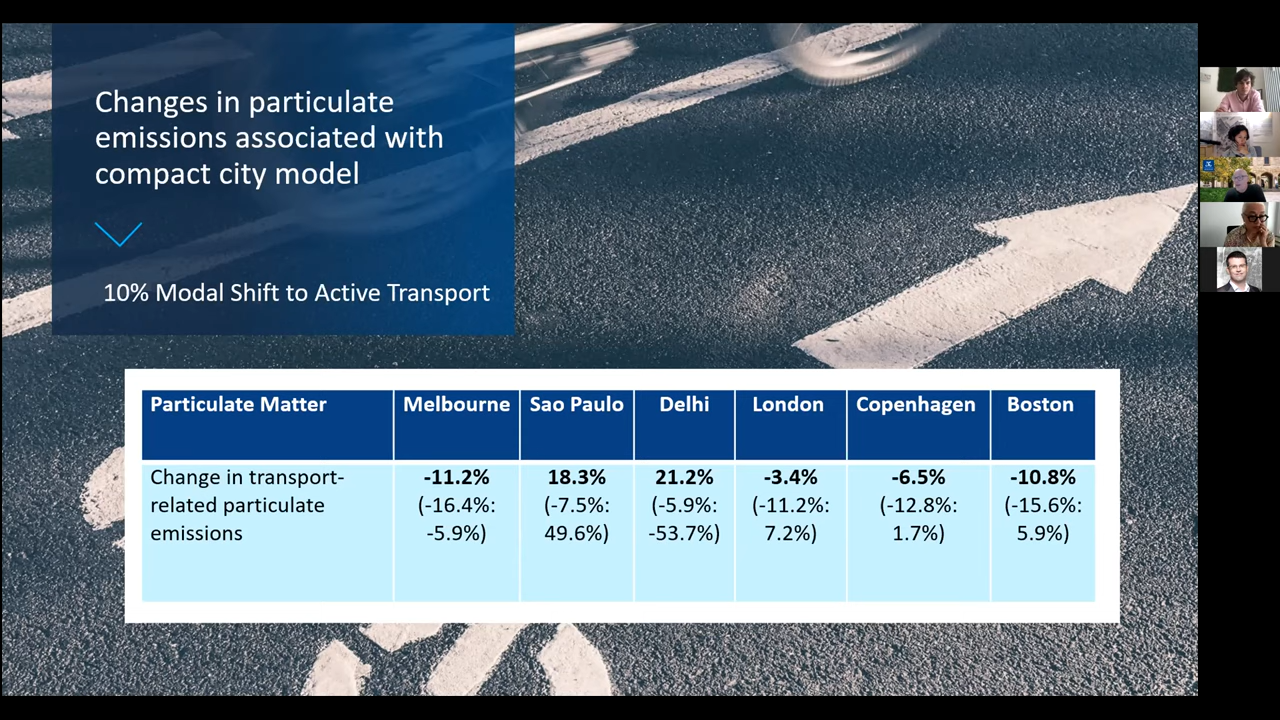 Changes in particulate
emissions associated with
compact city model
10% Modal Shift to Active Transport
Particulate Matter Melbourne Sao Paulo Delhi London Copenhagen Boston
Change in transport- -11.2% 18.3% 21.2% -3.4% -6.5% -10.8%
related particulate (-16.4%: (-7.5%: (-5.9%: (-11.2%: (-12.8%: (-15.6%:
emissions -5.9%) 49.6%) -53.7%) 7.2%) 1.7%) 5.9%)